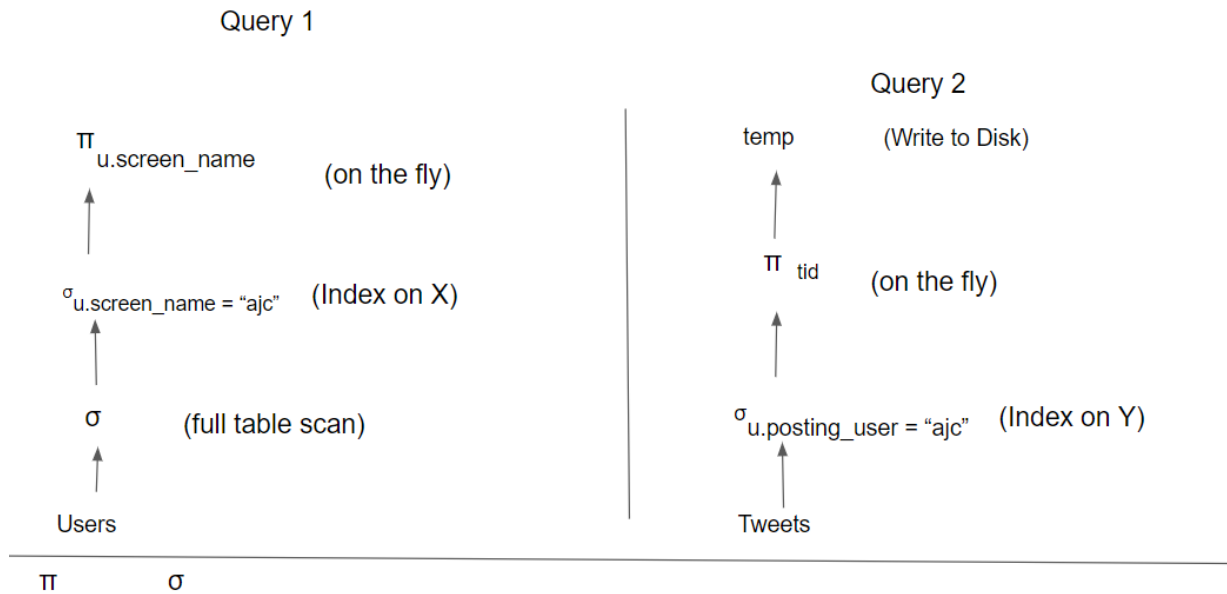 Query 1
π u.screen_name (on the fly)
σ u.screen_name = “ajc” (Index on X)
σ (full table scan)
Users
Query 2
temp (Write to Disk)
π tid (on the fly)
σ u.posting_user = “ajc” (Index on Y)
Tweets
π σ